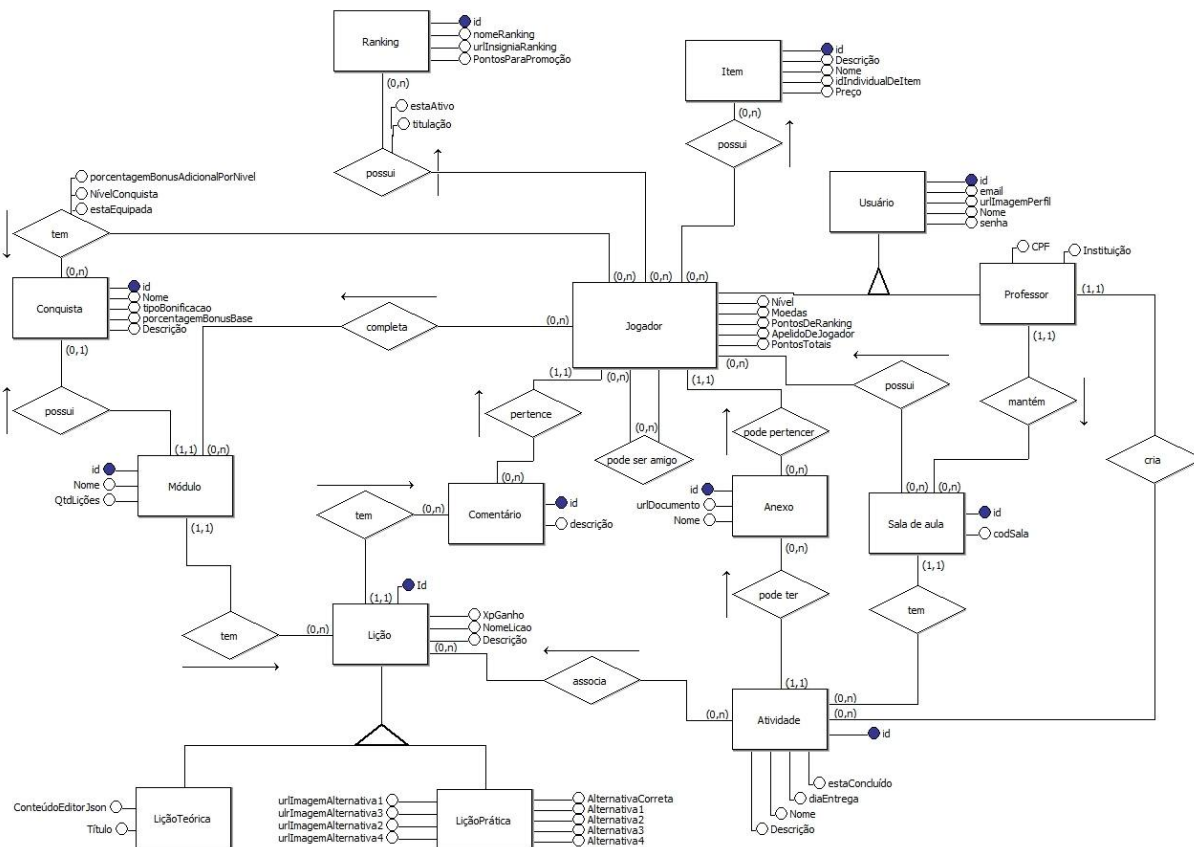 Ranking
id
nomeRanking
urlInsigniaRanking
PontosParaPromoção
(0,n)
estaAtivo
titulação
possui
Item
id
Descrição
Nome
idIndividualDeItem
Preço
(0,n)
possui
Usuário
id
email
urlImagemPerfil
Nome
senha
porcentagemBonusAdicionalPorNivel
NívelConquista
estaEquipada
tem
(0,n)
Conquista
id
Nome
tipoBonificacao
porcentagemBonusBase
Descrição
(0,1)
possui
completa
(0,n)
(0,n)
(0,n)
(0,n)
Jogador
Nível
Moedas
PontosDeRanking
ApelidoDeJogador
PontosTotais
(0,n)
(1,1)
(0,n)
(1,1)
CPF
Instituição
Professor
(1,1)
(1,1)
possui
mantém
cria
pertence
(0,n)
pode ser amigo
pode pertencer
(0,n)
(1,1)
(0,n)
Módulo
id
Nome
QtdLições
(1,1)
tem
(0,n)
(0,n)
Comentário
id
descrição
id
urlDocumento
Nome
Anexo
(0,n)
(0,n)
(0,n)
Sala de aula
id
codSala
(1,1)
pode ter
tem
(1,1)
Id
tem
(0,n)
Lição
XpGanho
NomeLicao
Descrição
(0,n)
associa
(0,n)
(1,1)
Atividade
(0,n)
(0,n)
id
estaConcluído
diaEntrega
Nome
Descrição
ConteúdoEditorJson
Título
LiçãoTeórica
urlImagemAlternativa1
ulrImagemAlternativa3
urlImagemAlternativa2
urlImagemAlternativa4
LiçãoPrática
AlternativaCorreta
Alternativa1
Alternativa2
Alternativa3
Alternativa4